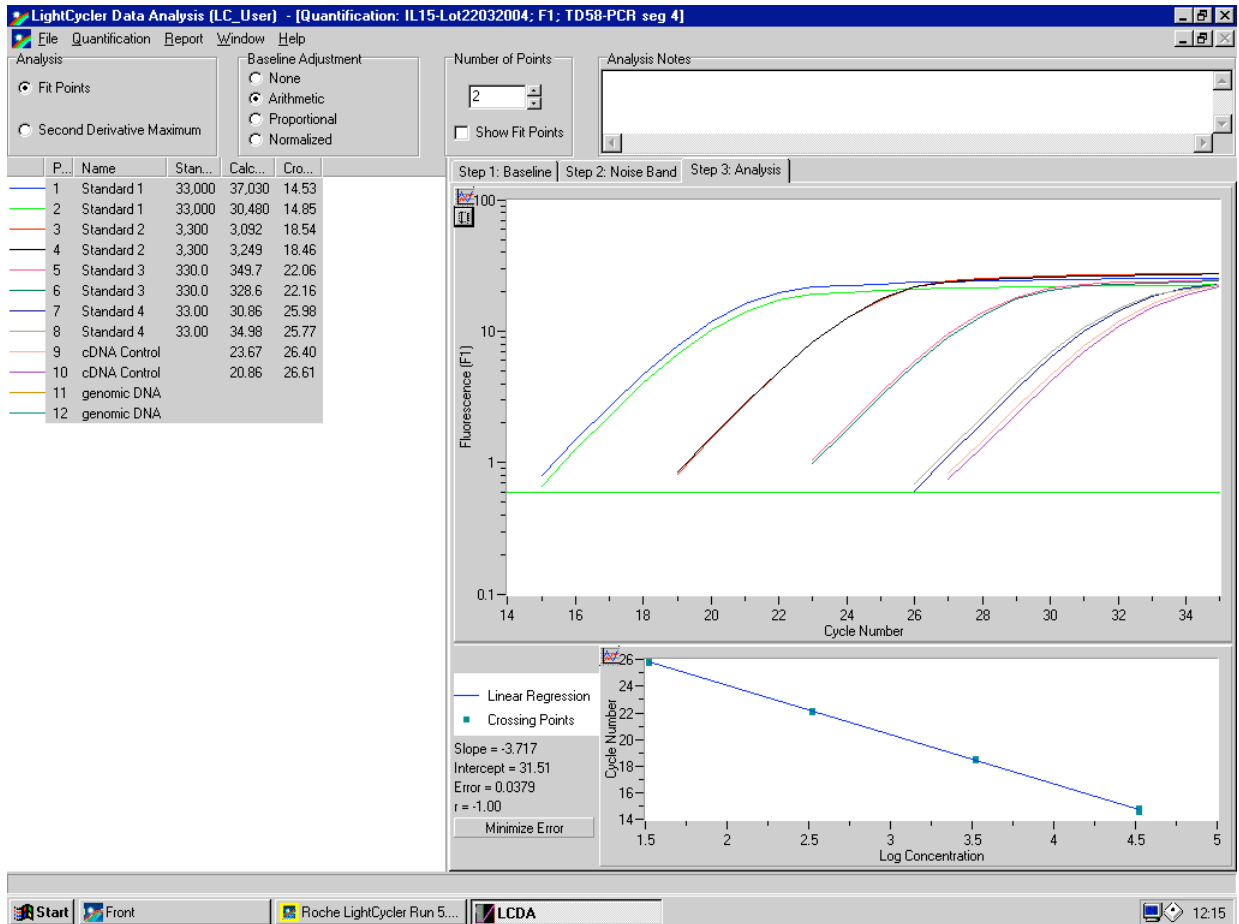 LightCycler Data Analysis (LC_User) - [Quantification: IL15-Lot22032004; F1; TD58-PCR seg 4]
File Quantification Report Window Help
Analysis
Fit Points
Second Derivative Maximum
Baseline Adjustment
None
Arithmetic
Proportional
Normalized
Number of Points
2
Show Fit Points
Analysis Notes
P... Name Stan... Calc... Cro...
1 Standard 1 33,000 37,030 14.53
2 Standard 1 33,000 30,480 14.85
3 Standard 2 3,300 3,092 18.54
4 Standard 2 3,300 3,249 18.46
5 Standard 3 330.0 349.7 22.06
6 Standard 3 330.0 328.6 22.16
7 Standard 4 33.00 30.86 25.98
8 Standard 4 33.00 34.98 25.77
9 cDNA Control 23.67 26.40
10 cDNA Control 20.86 26.61
11 genomic DNA
12 genomic DNA
Step 1: Baseline Step 2: Noise Band Step 3: Analysis
100
10
1
0.1
Fluorescence (F1)
14 16 18 20 22 24 26 28 30 32 34
Cycle Number
Linear Regression
Crossing Points
Slope = -3.717
Intercept = 31.51
Error = 0.0379
r = -1.00
Minimize Error
26
24
22
20
18
16
14
Cycle Number
1.5 2 2.5 3 3.5 4 4.5 5
Log Concentration
Start Front Roche LightCycler Run 5.... LCDA 12:15